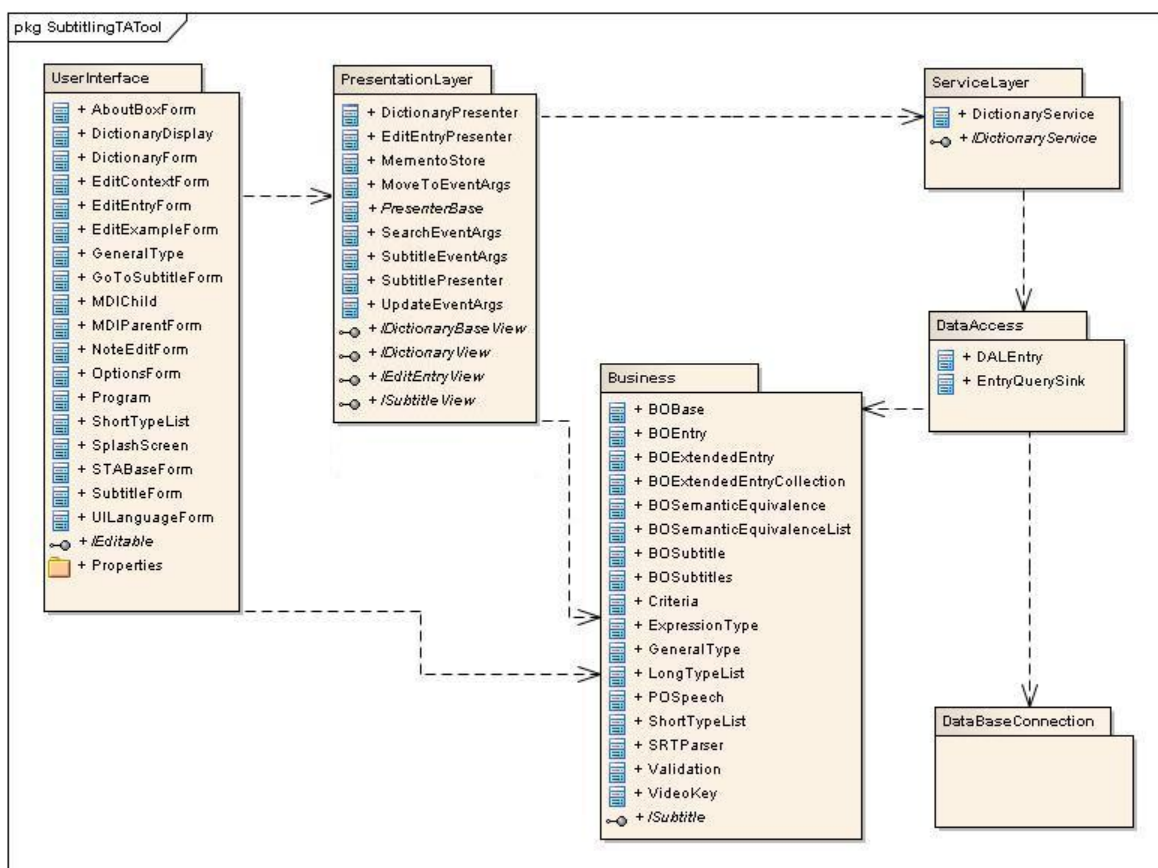 pkg SubtitlingTATool
UserInterface
+ AboutBoxForm
+ DictionaryDisplay
+ DictionaryForm
+ EditContextForm
+ EditEntryForm
+ EditExampleForm
+ GeneralType
+ GoToSubtitleForm
+ MDIChild
+ MDIParentForm
+ NoteEditForm
+ OptionsForm
+ Program
+ ShortTypeList
+ SplashScreen
+ STABaseForm
+ SubtitleForm
+ UILanguageForm
+ IEditable
+ Properties
PresentationLayer
+ DictionaryPresenter
+ EditEntryPresenter
+ MementoStore
+ MoveToEventArgs
+ PresenterBase
+ SearchEventArgs
+ SubtitleEventArgs
+ SubtitlePresenter
+ UpdateEventArgs
+ IDictionaryBaseView
+ IDictionaryView
+ IEditEntryView
+ ISubtitleView
ServiceLayer
+ DictionaryService
+ IDictionaryService
DataAccess
+ DALEntry
+ EntryQuerySink
Business
+ BOBase
+ BOEntry
+ BOExtendedEntry
+ BOExtendedEntryCollection
+ BOSemanticEquivalence
+ BOSemanticEquivalenceList
+ BOSubtitle
+ BOSubtitles
+ Criteria
+ ExpressionType
+ GeneralType
+ LongTypeList
+ POSpeech
+ ShortTypeList
+ SRTParser
+ Validation
+ VideoKey
+ ISubtitle
DataBaseConnection